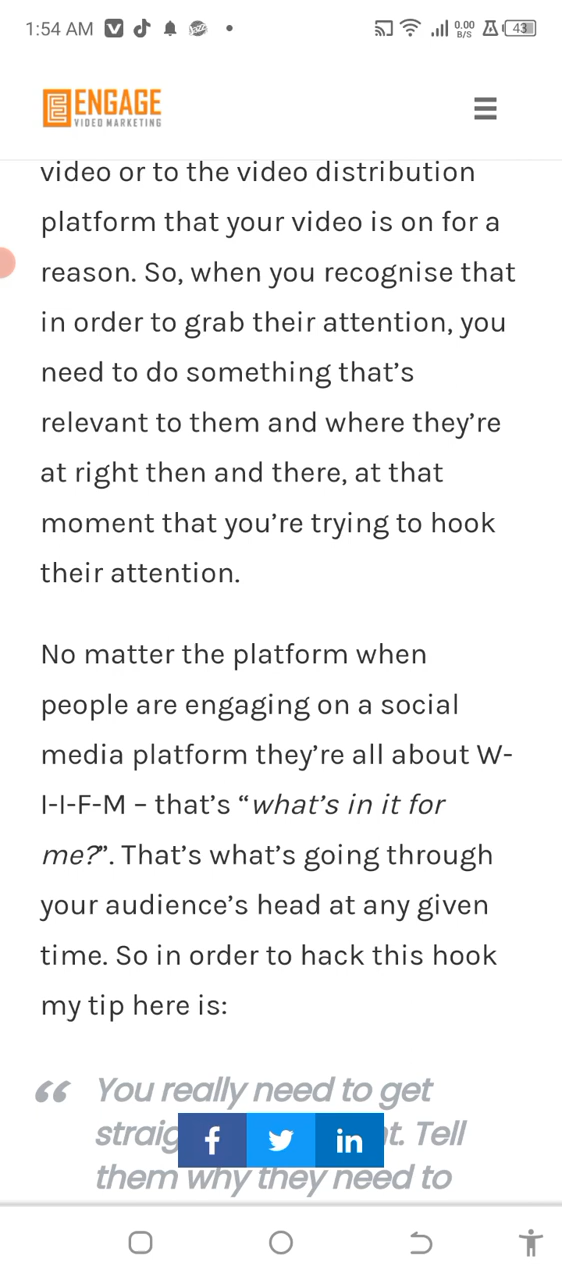 1:54 AM
0.00
B/S
43
ENGAGE
VIDEO MARKETING
video or to the video distribution
platform that your video is on for a
reason. So, when you recognise that
in order to grab their attention, you
need to do something that’s
relevant to them and where they’re
at right then and there, at that
moment that you’re trying to hook
their attention.
No matter the platform when
people are engaging on a social
media platform they’re all about W-
I-I-F-M – that’s “what’s in it for
me?”. That’s what’s going through
your audience’s head at any given
time. So in order to hack this hook
my tip here is:
“ You really need to get
t. Tell
them why they need to